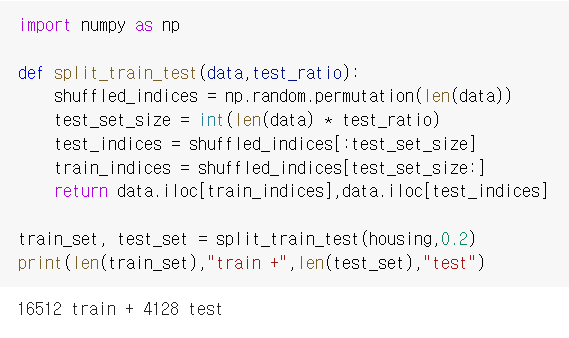 import numpy as np
def split_train_test(data,test_ratio):
    shuffled_indices = np.random.permutation(len(data))
    test_set_size = int(len(data) * test_ratio)
    test_indices = shuffled_indices[:test_set_size]
    train_indices = shuffled_indices[test_set_size:]
    return data.iloc[train_indices],data.iloc[test_indices]
train_set, test_set = split_train_test(housing,0.2)
print(len(train_set),"train +",len(test_set),"test")
16512 train + 4128 test